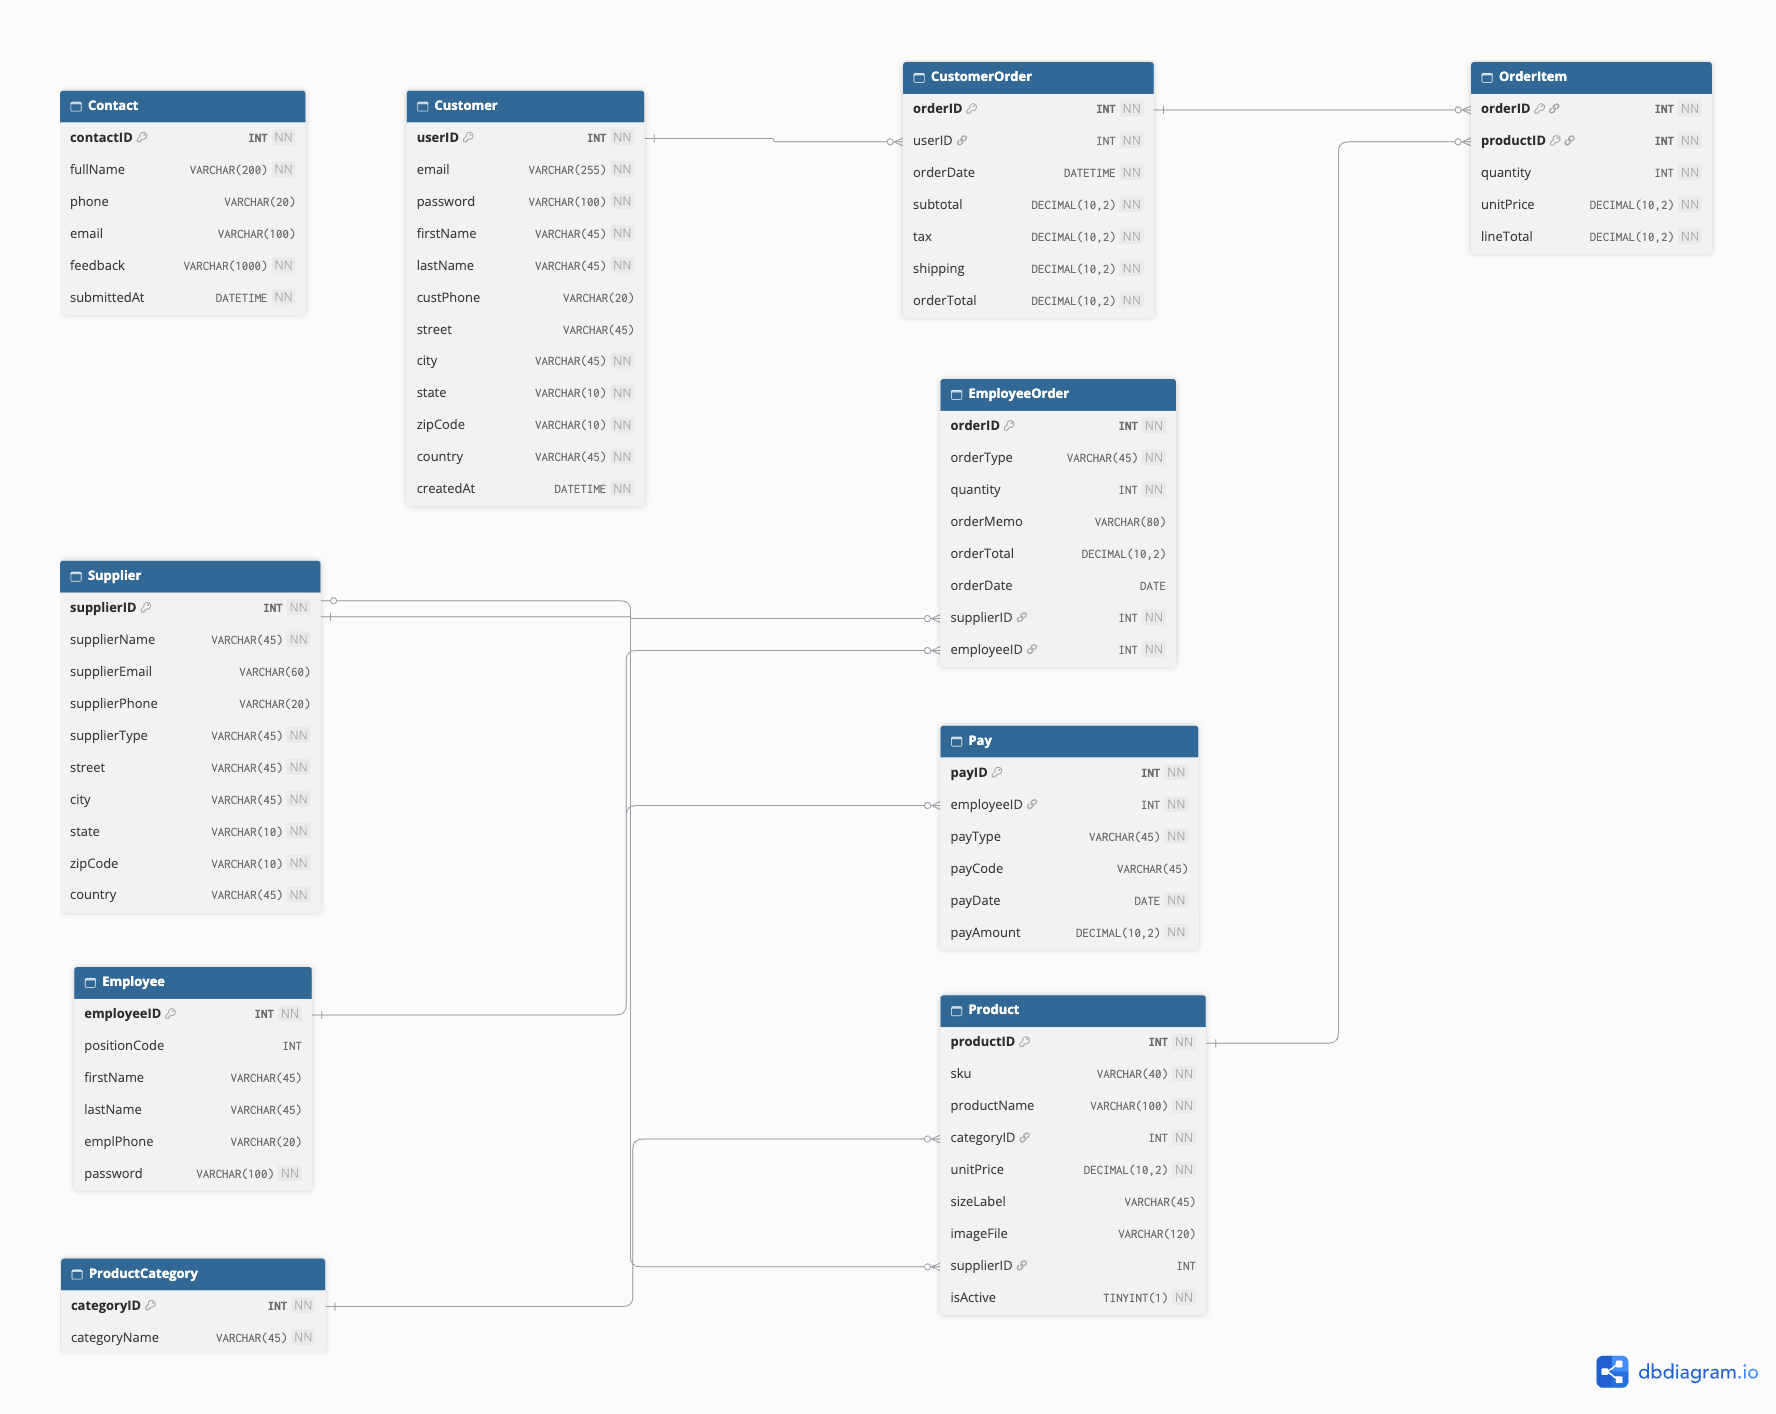 Contact
contactID INT NN
fullName VARCHAR(200) NN
phone VARCHAR(20)
email VARCHAR(100)
feedback VARCHAR(1000) NN
submittedAt DATETIME NN
Customer
userID INT NN
email VARCHAR(255) NN
password VARCHAR(100) NN
firstName VARCHAR(45) NN
lastName VARCHAR(45) NN
custPhone VARCHAR(20)
street VARCHAR(45)
city VARCHAR(45) NN
state VARCHAR(10) NN
zipCode VARCHAR(10) NN
country VARCHAR(45) NN
createdAt DATETIME NN
CustomerOrder
orderID INT NN
userID INT NN
orderDate DATETIME NN
subtotal DECIMAL(10,2) NN
tax DECIMAL(10,2) NN
shipping DECIMAL(10,2) NN
orderTotal DECIMAL(10,2) NN
OrderItem
orderID INT NN
productID INT NN
quantity INT NN
unitPrice DECIMAL(10,2) NN
lineTotal DECIMAL(10,2) NN
EmployeeOrder
orderID INT NN
orderType VARCHAR(45) NN
quantity INT NN
orderMemo VARCHAR(80)
orderTotal DECIMAL(10,2)
orderDate DATE
supplierID INT NN
employeeID INT NN
Supplier
supplierID INT NN
supplierName VARCHAR(45) NN
supplierEmail VARCHAR(60)
supplierPhone VARCHAR(20)
supplierType VARCHAR(45) NN
street VARCHAR(45) NN
city VARCHAR(45) NN
state VARCHAR(10) NN
zipCode VARCHAR(10) NN
country VARCHAR(45) NN
Pay
payID INT NN
employeeID INT NN
payType VARCHAR(45) NN
payCode VARCHAR(45)
payDate DATE NN
payAmount DECIMAL(10,2) NN
Employee
employeeID INT NN
positionCode INT
firstName VARCHAR(45)
lastName VARCHAR(45)
emplPhone VARCHAR(20)
password VARCHAR(100) NN
Product
productID INT NN
sku VARCHAR(40) NN
productName VARCHAR(100) NN
categoryID INT NN
unitPrice DECIMAL(10,2) NN
sizeLabel VARCHAR(45)
imageFile VARCHAR(120)
supplierID INT
isActive TINYINT(1) NN
ProductCategory
categoryID INT NN
categoryName VARCHAR(45) NN
dbdiagram.io